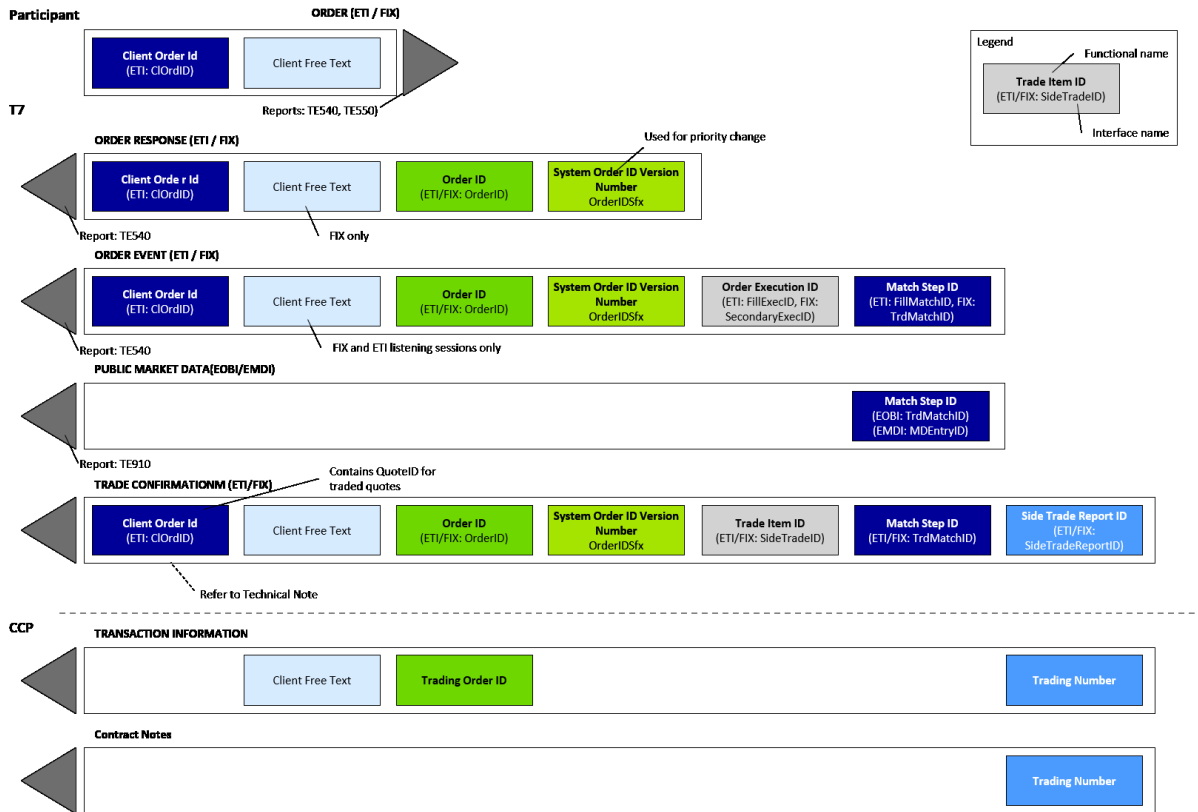 Participant
ORDER (ETI / FIX)
Client Order Id
(ETI: ClOrdID)
Client Free Text
Reports: TE540, TE550)
Legend
Functional name
Trade Item ID
(ETI/FIX: SideTradeID)
Interface name
T7
ORDER RESPONSE (ETI / FIX)
Used for priority change
Client Orde r Id
(ETI: ClOrdID)
Client Free Text
Order ID
(ETI/FIX: OrderID)
System Order ID Version
Number
OrderIDSfx
Report: TE540
FIX only
ORDER EVENT (ETI / FIX)
Client Order Id
(ETI: ClOrdID)
Client Free Text
Order ID
(ETI/FIX: OrderID)
System Order ID Version
Number
OrderIDSfx
Order Execution ID
(ETI: FillExecID, FIX:
SecondaryExecID)
Match Step ID
(ETI: FillMatchID, FIX:
TrdMatchID)
Report: TE540
FIX and ETI listening sessions only
PUBLIC MARKET DATA(EOBI/EMDI)
Match Step ID
(EOBI: TrdMatchID)
(EMDI: MDEntryID)
Report: TE910
Contains QuoteID for
traded quotes
TRADE CONFIRMATIONM (ETI/FIX)
Client Order Id
(ETI: ClOrdID)
Client Free Text
Order ID
(ETI/FIX: OrderID)
System Order ID Version
Number
OrderIDSfx
Trade Item ID
(ETI/FIX: SideTradeID)
Match Step ID
(ETI/FIX: TrdMatchID)
Side Trade Report ID
(ETI/FIX:
SideTradeReportID)
Refer to Technical Note
CCP
TRANSACTION INFORMATION
Client Free Text
Trading Order ID
Trading Number
Contract Notes
Trading Number